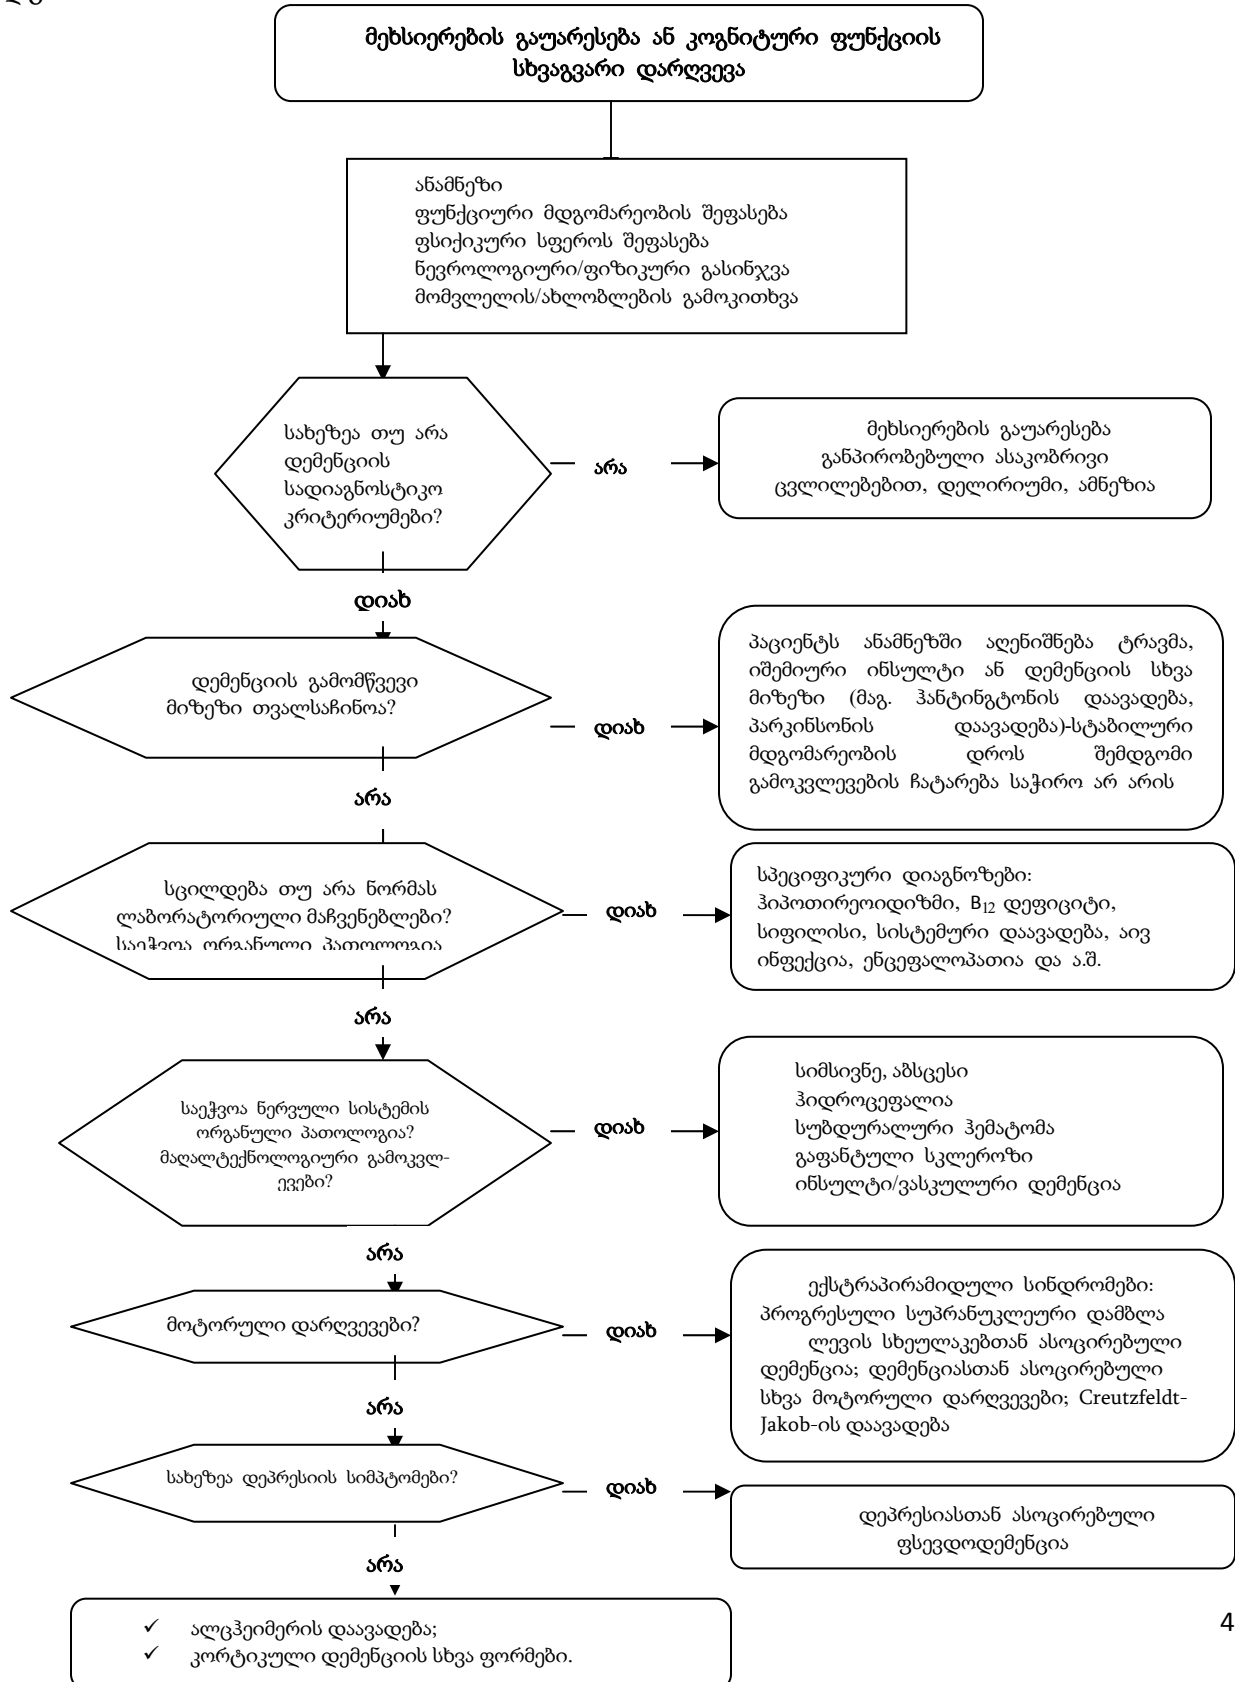 მეხსიერების გაუარესება ან კოგნიტური ფუნქციის
სხვაგვარი დარღვევა
ანამნეზი
ფუნქციური მდგომარეობის შეფასება
ფსიქიკური სფეროს შეფასება
ნევროლოგიური/ფიზიკური გასინჯვა
მომვლელის/ახლობლების გამოკითხვა
სახეზეა თუ არა
დემენციის
სადიაგნოსტიკო
კრიტერიუმები?
არა
მეხსიერების გაუარესება
განპირობებული ასაკობრივი
ცვლილებებით, დელირიუმი, ამნეზია
დიახ
დემენციის გამომწვევი
მიზეზი თვალსაჩინოა?
დიახ
პაციენტს ანამნეზში აღენიშნება ტრავმა,
იშემიური ინსულტი ან დემენციის სხვა
მიზეზი (მაგ. ჰანტინგტონის დაავადება,
პარკინსონის დაავადება)-სტაბილური
მდგომარეობის დროს შემდგომი
გამოკვლევების ჩატარება საჭირო არ არის
არა
სცილდება თუ არა ნორმას
ლაბორატორიული მაჩვენებლები?
საეჭვოა ორგანული პათოლოგია
დიახ
სპეციფიკური დიაგნოზები:
ჰიპოთირეოიდიზმი, B₁₂ დეფიციტი,
სიფილისი, სისტემური დაავადება, აივ
ინფექცია, ენცეფალოპათია და ა.შ.
არა
საეჭვოა ნერვული სისტემის
ორგანული პათოლოგია?
მაღალტექნოლოგიური გამოკვლ-
ევები?
დიახ
სიმსივნე, აბსცესი
ჰიდროცეფალია
სუბდურალური ჰემატომა
გაფანტული სკლეროზი
ინსულტი/ვასკულური დემენცია
არა
მოტორული დარღვევები?
დიახ
ექსტრაპირამიდული სინდრომები:
პროგრესული სუპრანუკლეური დამბლა
ლევის სხეულაკებთან ასოცირებული
დემენცია; დემენციასთან ასოცირებული
სხვა მოტორული დარღვევები; Creutzfeldt-
Jakob-ის დაავადება
არა
სახეზეა დეპრესიის სიმპტომები?
დიახ
დეპრესიასთან ასოცირებული
ფსევდოდემენცია
არა
✓ ალცჰეიმერის დაავადება;
✓ კორტიკული დემენციის სხვა ფორმები.
4